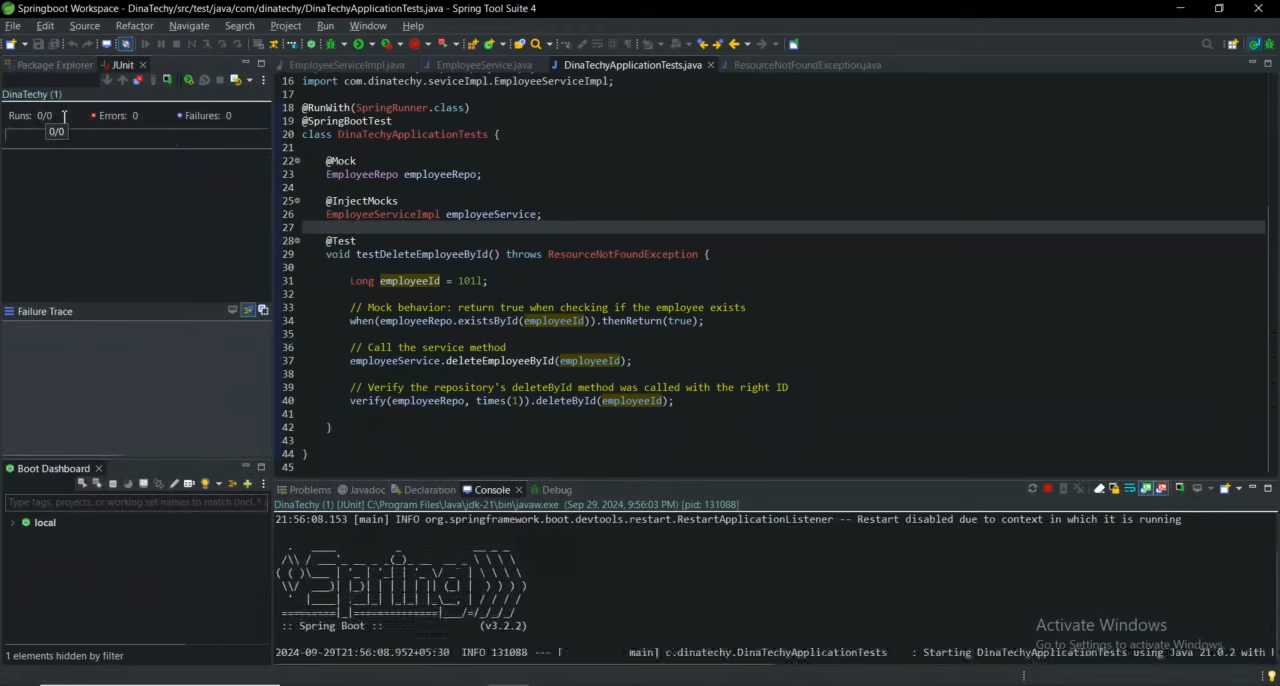 Springboot Workspace - DinaTechy/src/test/java/com/dinatechy/DinaTechyApplicationTests.java - Spring Tool Suite 4
File Edit Source Refactor Navigate Search Project Run Window Help
Package Explorer JUnit
EmployeeServiceImpl.java EmployeeService.java DinaTechyApplicationTests.java ResourceNotFoundException.java
DinaTechy (1)
Runs: 0/0 Errors: 0 Failures: 0
0/0
16 import com.dinatechy.seviceImpl.EmployeeServiceImpl;
17
18 @RunWith(SpringRunner.class)
19 @SpringBootTest
20 class DinaTechyApplicationTests {
21
22 @Mock
23 EmployeeRepo employeeRepo;
24
25 @InjectMocks
26 EmployeeServiceImpl employeeService;
27
28 @Test
29 void testDeleteEmployeeById() throws ResourceNotFoundException {
30
31 Long employeeId = 101l;
32
33 // Mock behavior: return true when checking if the employee exists
34 when(employeeRepo.existsById(employeeId)).thenReturn(true);
35
36 // Call the service method
37 employeeService.deleteEmployeeById(employeeId);
38
39 // Verify the repository's deleteById method was called with the right ID
40 verify(employeeRepo, times(1)).deleteById(employeeId);
41
42 }
43
44 }
45
Failure Trace
Boot Dashboard
Type tags, projects, or working set names to match (incl. *
local
1 elements hidden by filter
Problems Javadoc Declaration Console Debug
DinaTechy (1) [JUnit] C:\Program Files\Java\jdk-21\bin\javaw.exe (Sep 29, 2024, 9:56:03 PM) [pid: 131088]
21:56:08.153 [main] INFO org.springframework.boot.devtools.restart.RestartApplicationListener -- Restart disabled due to context in which it is running
Spring
:: Spring Boot :: (v3.2.2)
2024-09-29T21:56:08.952+05:30 INFO 131088 --- [ main] c.dinatechy.DinaTechyApplicationTests : Starting DinaTechyApplicationTests using Java 21.0.2 with
Activate Windows
Go to Settings to activate Windows.